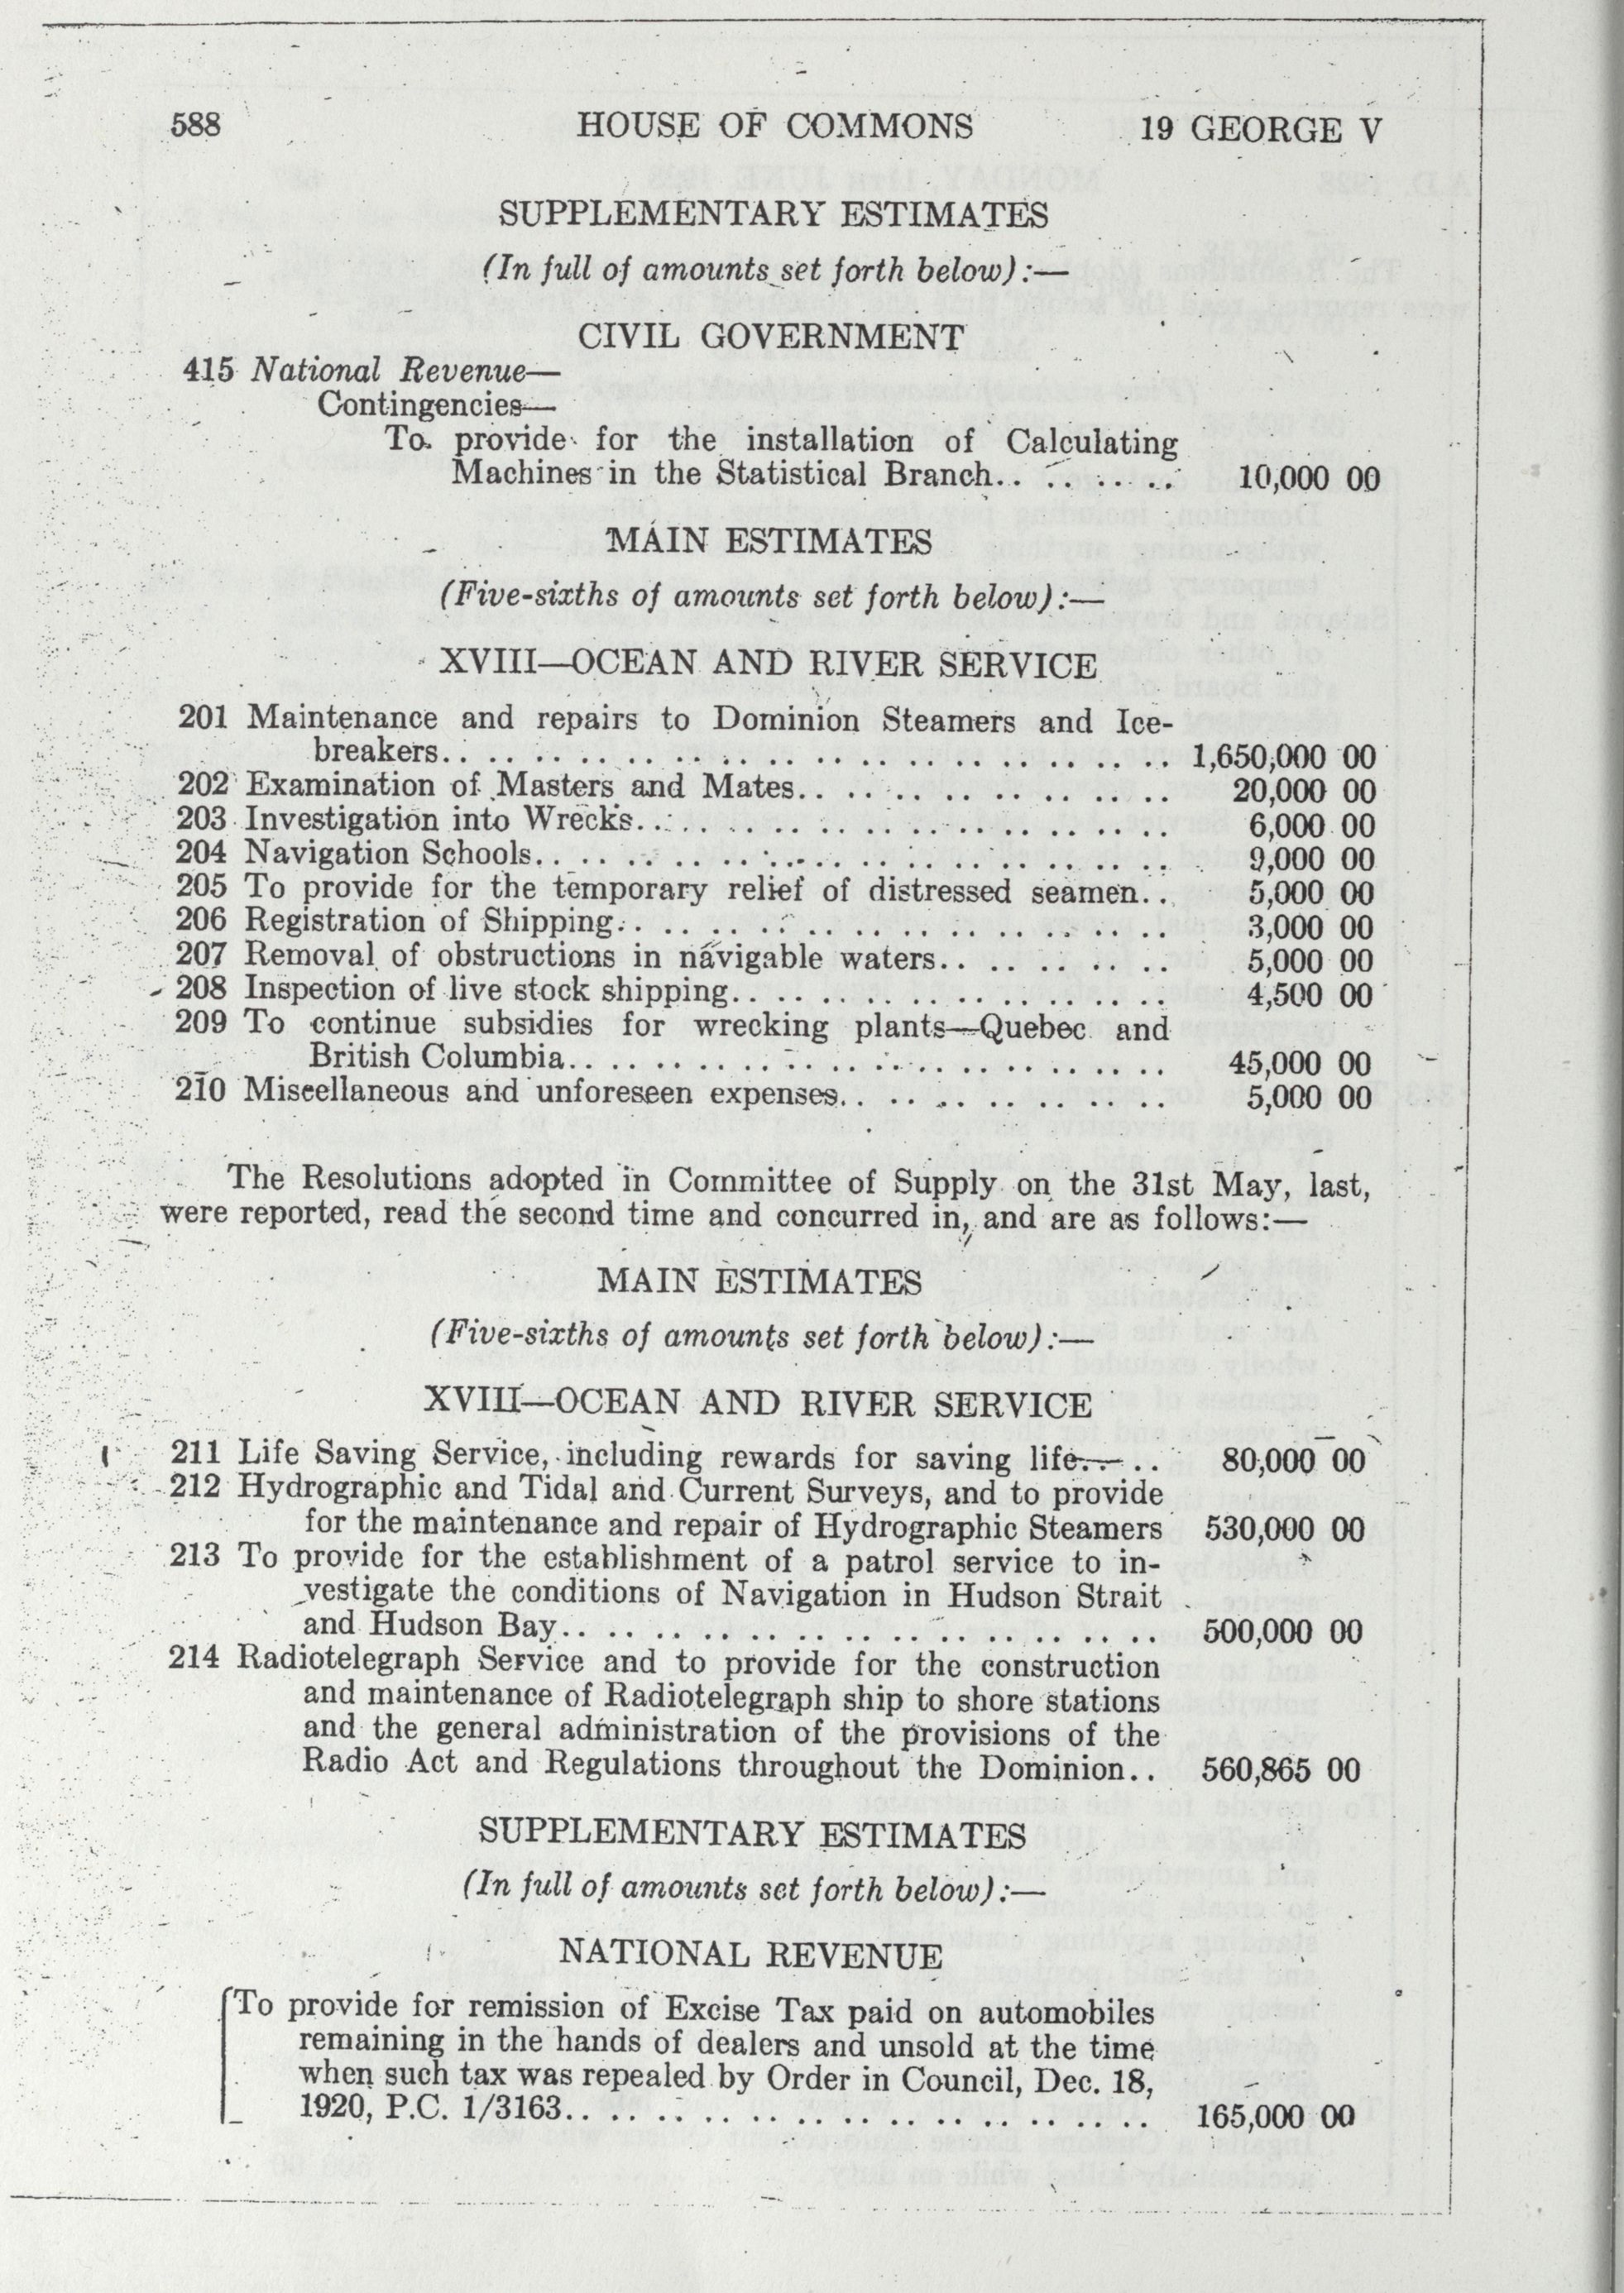 588 HOUSE OF COMMONS 19 GEORGE V
SUPPLEMENTARY ESTIMATES
(In full of amounts set forth below):—
CIVIL GOVERNMENT
415 National Revenue—
Contingencies—
To provide for the installation of Calculating
Machines in the Statistical Branch.. .. .. .. 10,000 00
MAIN ESTIMATES
(Five-sixths of amounts set forth below):—
XVIII—OCEAN AND RIVER SERVICE
201 Maintenance and repairs to Dominion Steamers and Ice-
breakers.. .. .. .. .. .. .. .. .. .. .. .. .. .. .. .. 1,650,000 00
202 Examination of Masters and Mates.. .. .. .. .. .. .. .. .. 20,000 00
203 Investigation into Wrecks.. .. .. .. .. .. .. .. .. .. .. .. 6,000 00
204 Navigation Schools.. .. .. .. .. .. .. .. .. .. .. .. .. .. 9,000 00
205 To provide for the temporary relief of distressed seamen.. 5,000 00
206 Registration of Shipping.. .. .. .. .. .. .. .. .. .. .. .. 3,000 00
207 Removal of obstructions in navigable waters.. .. .. .. .. 5,000 00
208 Inspection of live stock shipping.. .. .. .. .. .. .. .. .. .. 4,500 00
209 To continue subsidies for wrecking plants—Quebec and
British Columbia.. .. .. .. .. .. .. .. .. .. .. .. .. 45,000 00
210 Miscellaneous and unforeseen expenses.. .. .. .. .. .. .. .. 5,000 00
The Resolutions adopted in Committee of Supply on the 31st May, last,
were reported, read the second time and concurred in, and are as follows:—
MAIN ESTIMATES
(Five-sixths of amounts set forth below):—
XVIII—OCEAN AND RIVER SERVICE
211 Life Saving Service, including rewards for saving life.. .. 80,000 00
212 Hydrographic and Tidal and Current Surveys, and to provide
for the maintenance and repair of Hydrographic Steamers 530,000 00
213 To provide for the establishment of a patrol service to in-
vestigate the conditions of Navigation in Hudson Strait
and Hudson Bay.. .. .. .. .. .. .. .. .. .. .. .. .. 500,000 00
214 Radiotelegraph Service and to provide for the construction
and maintenance of Radiotelegraph ship to shore stations
and the general administration of the provisions of the
Radio Act and Regulations throughout the Dominion.. 560,865 00
SUPPLEMENTARY ESTIMATES
(In full of amounts set forth below):—
NATIONAL REVENUE
To provide for remission of Excise Tax paid on automobiles
remaining in the hands of dealers and unsold at the time
when such tax was repealed by Order in Council, Dec. 18,
1920, P.C. 1/3163.. .. .. .. .. .. .. .. .. .. .. .. .. 165,000 00